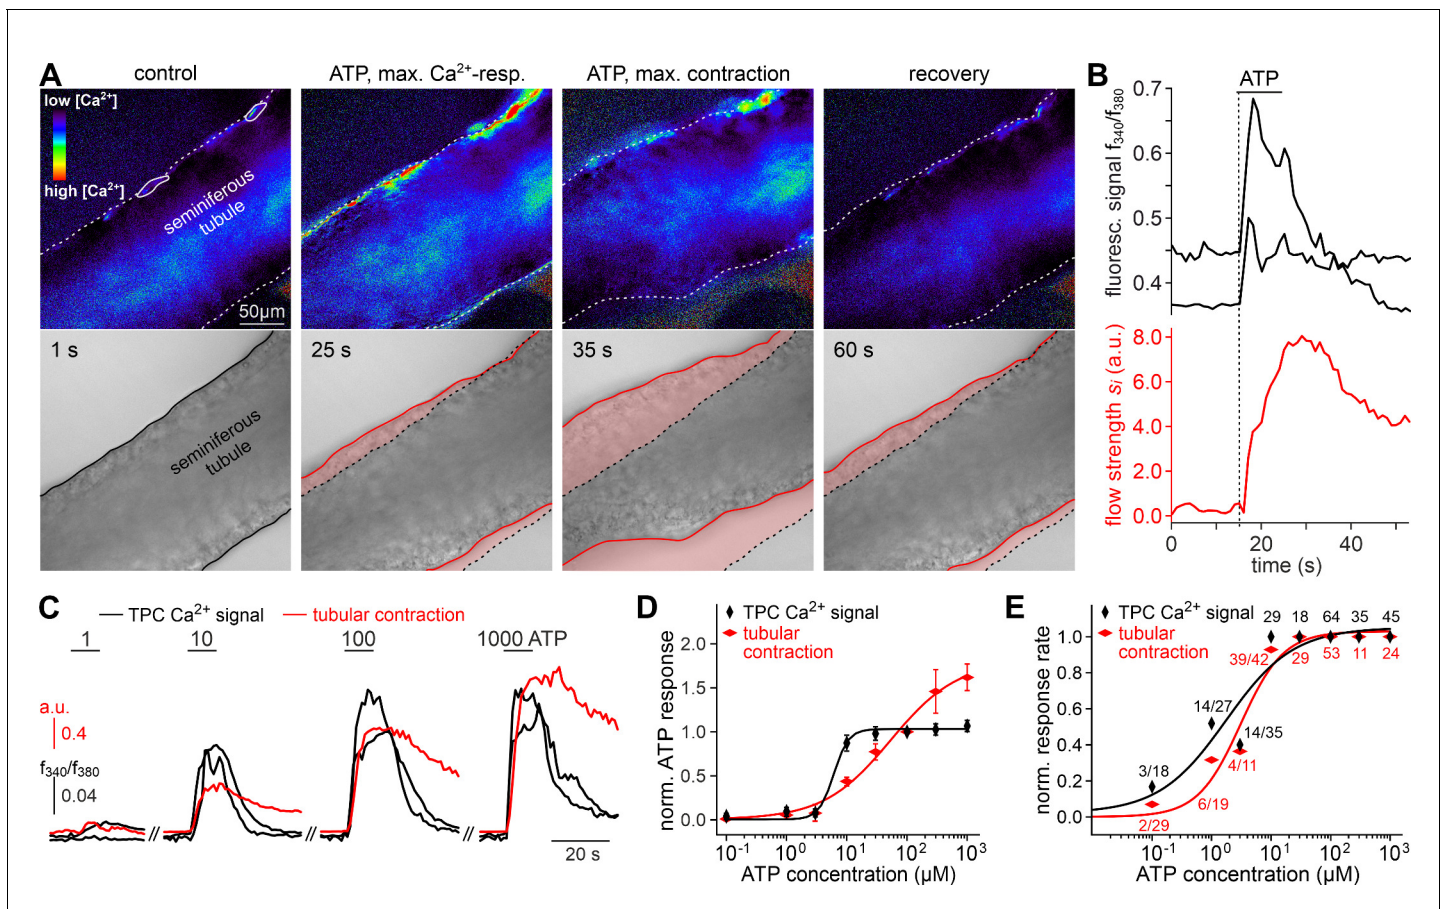 A
control
ATP, max. Ca²⁺-resp.
ATP, max. contraction
recovery
low [Ca²⁺]
high [Ca²⁺]
seminiferous
tubule
50µm
1 s
25 s
35 s
60 s
seminiferous
tubule
B
ATP
0.7
0.6
0.5
0.4
fluoresc. signal f340/f380
8.0
6.0
4.0
2.0
0.0
flow strength si (a.u.)
0 20 40
time (s)
C
TPC Ca²⁺ signal
tubular contraction
1
10
100
1000 ATP
a.u.
0.4
f340/f380
0.04
// // // //
20 s
D
TPC Ca²⁺ signal
tubular
contraction
2.0
1.5
1.0
0.5
0.0
norm. ATP response
10⁻¹ 10⁰ 10¹ 10² 10³
ATP concentration (µM)
E
TPC Ca²⁺ signal
tubular
contraction
29 18 64 35 45
39/42 29 53 11 24
14/27
14/35
4/11
3/18
6/19
2/29
1.0
0.8
0.6
0.4
0.2
0.0
norm. response rate
10⁻¹ 10⁰ 10¹ 10² 10³
ATP concentration (µM)